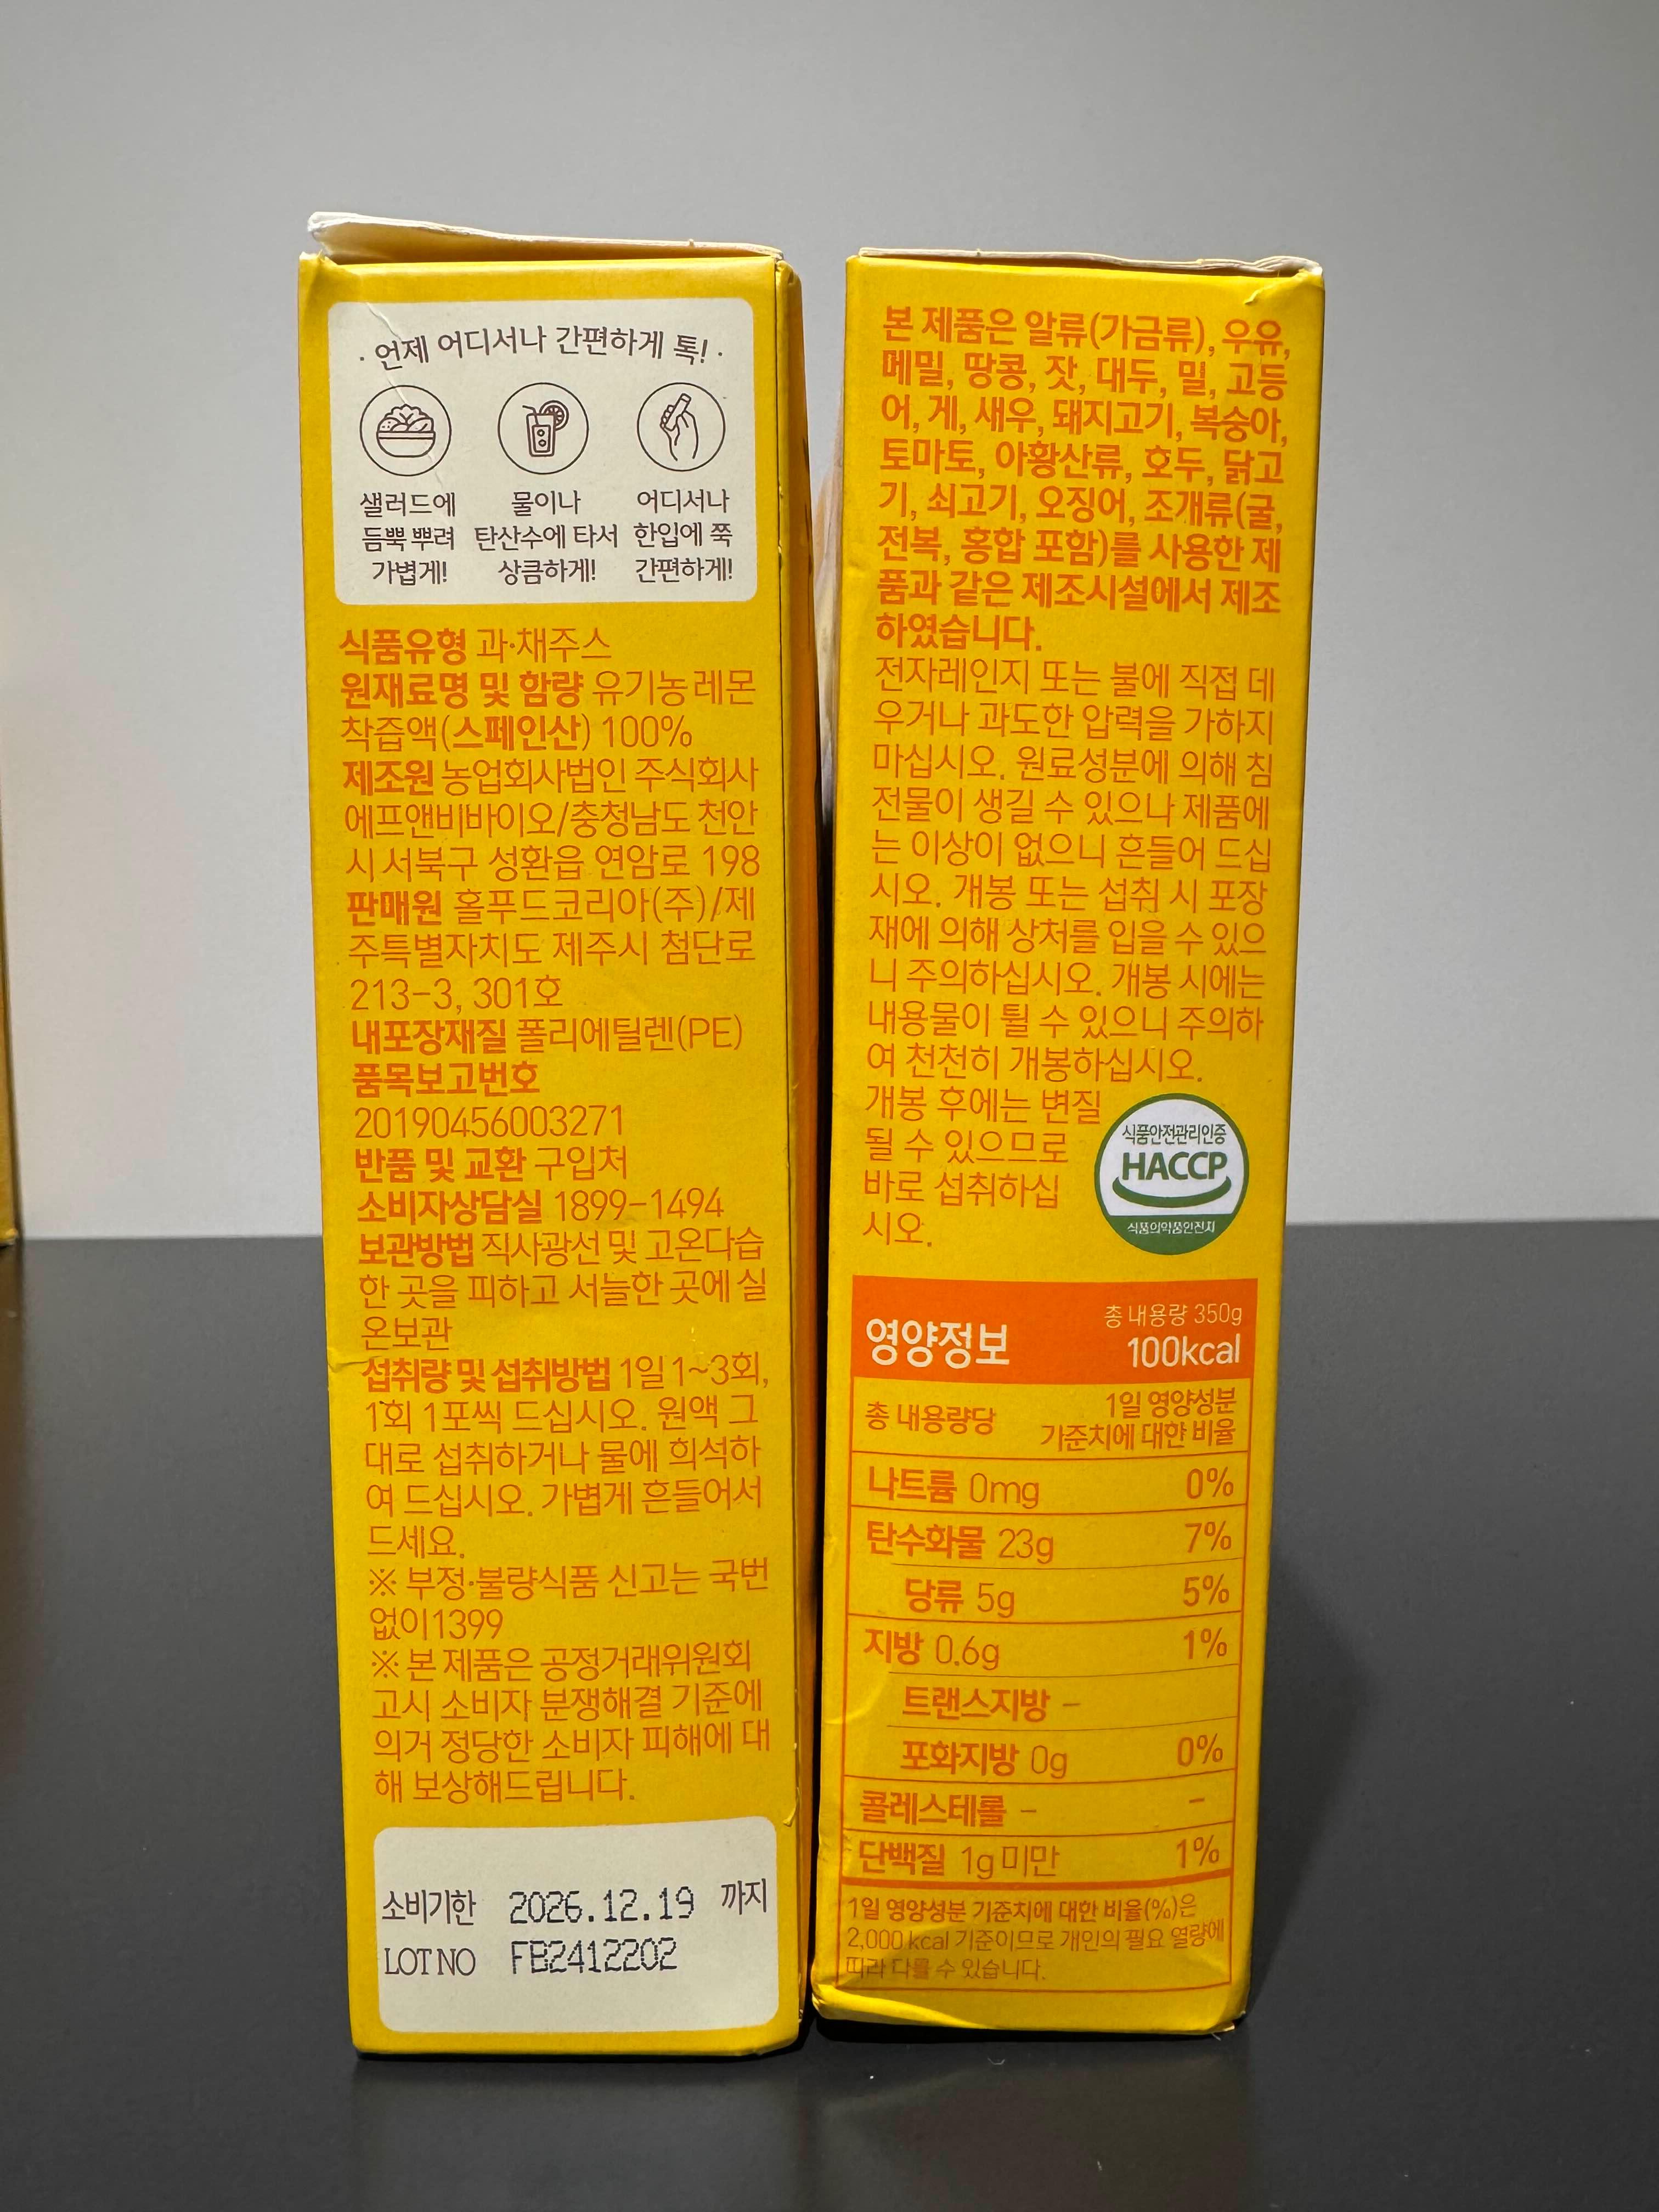 · 언제 어디서나 간편하게 톡! ·
샐러드에
듬뿍 뿌려
가볍게!
물이나
탄산수에 타서
상큼하게!
어디서나
한입에 쭉
간편하게!
식품유형 과·채주스
원재료명 및 함량 유기농레몬
착즙액(스페인산) 100%
제조원 농업회사법인 주식회사
에프앤비바이오/충청남도 천안
시 서북구 성환읍 연암로 198
판매원 홀푸드코리아(주)/제
주특별자치도 제주시 첨단로
213-3, 301호
내포장재질 폴리에틸렌(PE)
품목보고번호
20190456003271
반품 및 교환 구입처
소비자상담실 1899-1494
보관방법 직사광선 및 고온다습
한 곳을 피하고 서늘한 곳에 실
온보관
섭취량 및 섭취방법 1일 1~3회,
1회 1포씩 드십시오. 원액 그
대로 섭취하거나 물에 희석하
여 드십시오. 가볍게 흔들어서
드세요.
※ 부정·불량식품 신고는 국번
없이1399
※ 본 제품은 공정거래위원회
고시 소비자 분쟁해결 기준에
의거 정당한 소비자 피해에 대
해 보상해드립니다.
소비기한 2026.12.19 까지
LOT NO FB2412202
본 제품은 알류(가금류), 우유,
메밀, 땅콩, 잣, 대두, 밀, 고등
어, 게, 새우, 돼지고기, 복숭아,
토마토, 아황산류, 호두, 닭고
기, 쇠고기, 오징어, 조개류(굴,
전복, 홍합 포함)를 사용한 제
품과 같은 제조시설에서 제조
하였습니다.
전자레인지 또는 불에 직접 데
우거나 과도한 압력을 가하지
마십시오. 원료성분에 의해 침
전물이 생길 수 있으나 제품에
는 이상이 없으니 흔들어 드십
시오. 개봉 또는 섭취 시 포장
재에 의해 상처를 입을 수 있으
니 주의하십시오. 개봉 시에는
내용물이 튈 수 있으니 주의하
여 천천히 개봉하십시오.
개봉 후에는 변질
될 수 있으므로
바로 섭취하십
시오.
식품안전관리인증
HACCP
식품의약품안전처
영양정보
총 내용량 350g
100kcal
총 내용량당
1일 영양성분
기준치에 대한 비율
나트륨 0mg 0%
탄수화물 23g 7%
당류 5g 5%
지방 0.6g 1%
트랜스지방 -
포화지방 0g 0%
콜레스테롤 - -
단백질 1g 미만 1%
1일 영양성분 기준치에 대한 비율(%)은
2,000 kcal 기준이므로 개인의 필요 열량에
따라 다를 수 있습니다.